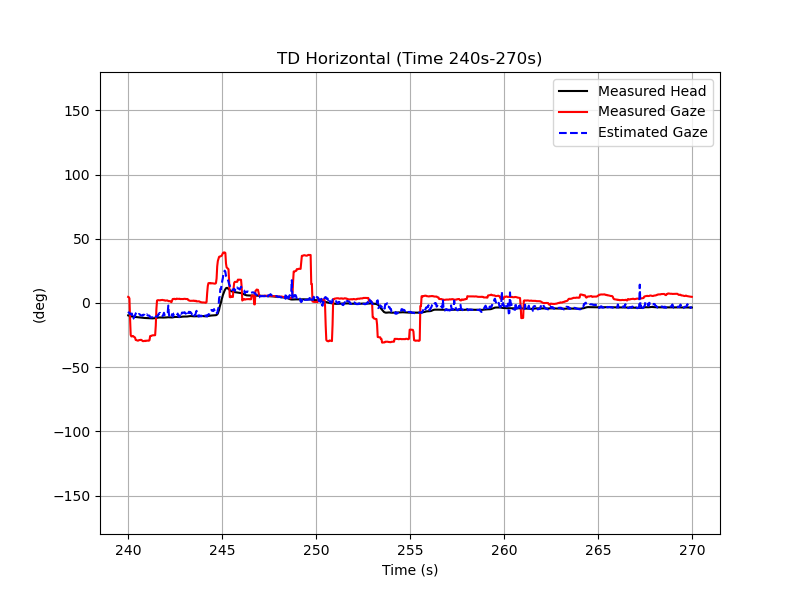 TD Horizontal (Time 240s-270s)
Measured Head
Measured Gaze
Estimated Gaze
150
100
50
0
−50
−100
−150
(deg)
240 245 250 255 260 265 270
Time (s)